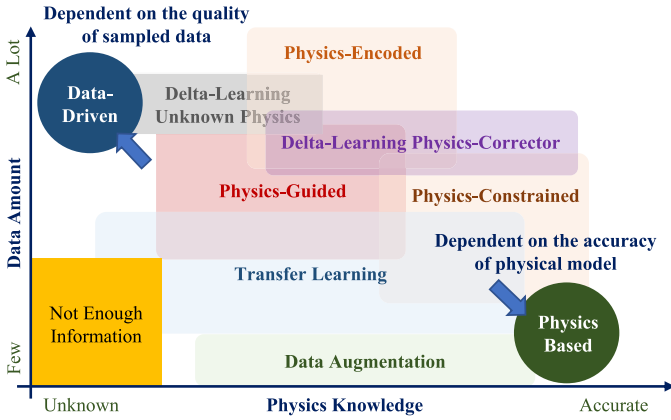 Dependent on the quality
of sampled data
A Lot
Physics-Encoded
Data-
Driven
Delta-Learning
Unknown Physics
Delta-Learning Physics-Corrector
Physics-Guided
Physics-Constrained
Data Amount
Dependent on the accuracy
of physical model
Transfer Learning
Not Enough
Information
Physics
Based
Few
Data Augmentation
Unknown
Physics Knowledge
Accurate